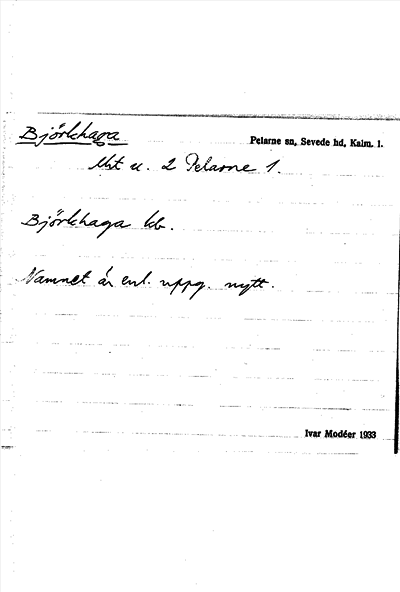 Björkhaga
Pelarne sn, Sevede hd, Kalm. l.
Uht u. 2 Pelarne 1.
Björkhaga lb.
Namnet är enl. uppg. nytt.
Ivar Modéer 1933